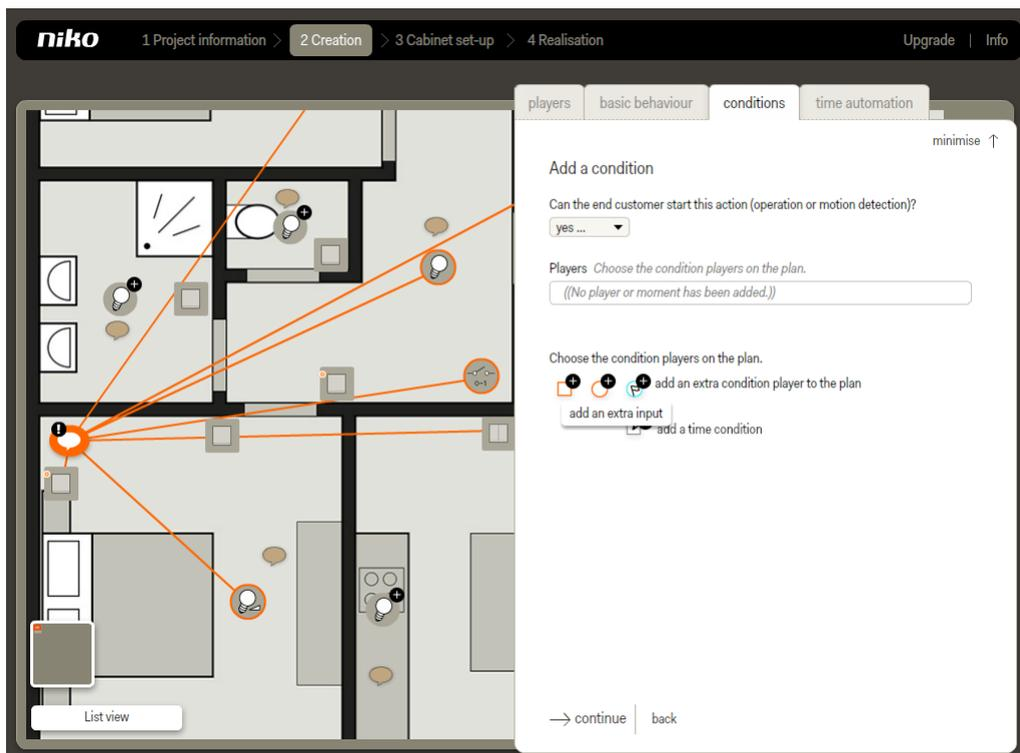 niko
1 Project information
2 Creation
3 Cabinet set-up
4 Realisation
Upgrade | Info
players
basic behaviour
conditions
time automation
minimise
Add a condition
Can the end customer start this action (operation or motion detection)?
yes ...
Players Choose the condition players on the plan.
((No player or moment has been added.))
Choose the condition players on the plan.
add an extra condition player to the plan
add an extra input
add a time condition
0-1
List view
continue
back